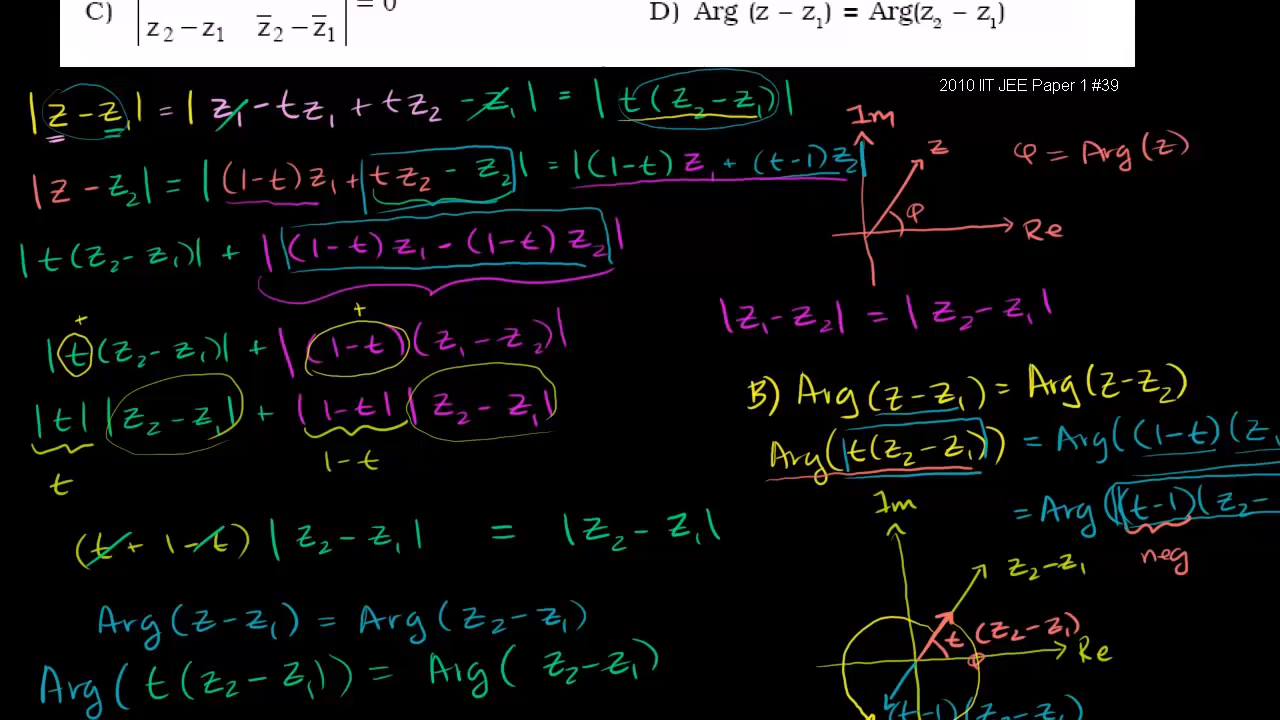 C) | z₂ – z₁ z̅₂ – z̅₁ | = 0
D) Arg (z – z₁) = Arg(z₂ – z₁)
2010 IIT JEE Paper 1 #39
|z - z₁| = |z₁ - tz₁ + tz₂ - z₁| = |t(z₂ - z₁)|
|z - z₂| = |(1-t)z₁ + tz₂ - z₂| = |(1-t)z₁ + (t-1)z₂|
|t(z₂ - z₁)| + |(1-t)z₁ - (1-t)z₂|
+ +
|t(z₂ - z₁)| + |(1-t)(z₁ - z₂)|
|t||z₂ - z₁| + |1-t||z₂ - z₁|
t 1-t
(t + 1 - t)|z₂ - z₁| = |z₂ - z₁|
Arg(z - z₁) = Arg(z₂ - z₁)
Arg(t(z₂ - z₁)) = Arg(z₂ - z₁)
Im
z
φ = Arg(z)
φ
Re
|z₁ - z₂| = |z₂ - z₁|
B) Arg(z - z₁) = Arg(z - z₂)
Arg(t(z₂ - z₁)) = Arg((1-t)(z₁
= Arg((t-1)(z₂ -
neg
Im
z₂ - z₁
t(z₂ - z₁)
φ
Re
(t-1)(z₂ - z₁)